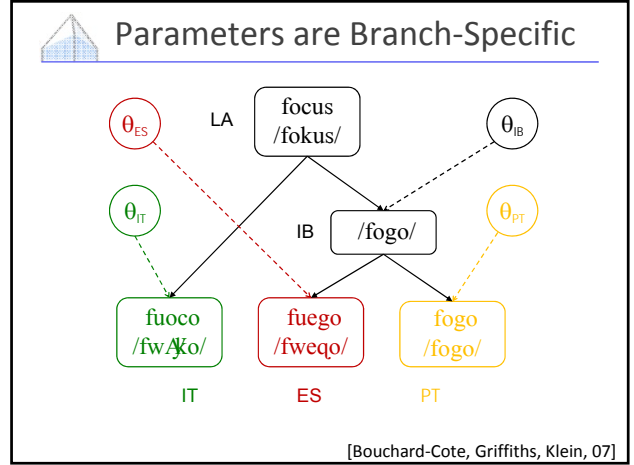 Parameters are Branch-Specific
LA
focus
/fokus/
θES
θIB
θIT
θPT
IB
/fogo/
fuoco
/fwAko/
fuego
/fweqo/
fogo
/fogo/
IT
ES
PT
[Bouchard-Cote, Griffiths, Klein, 07]